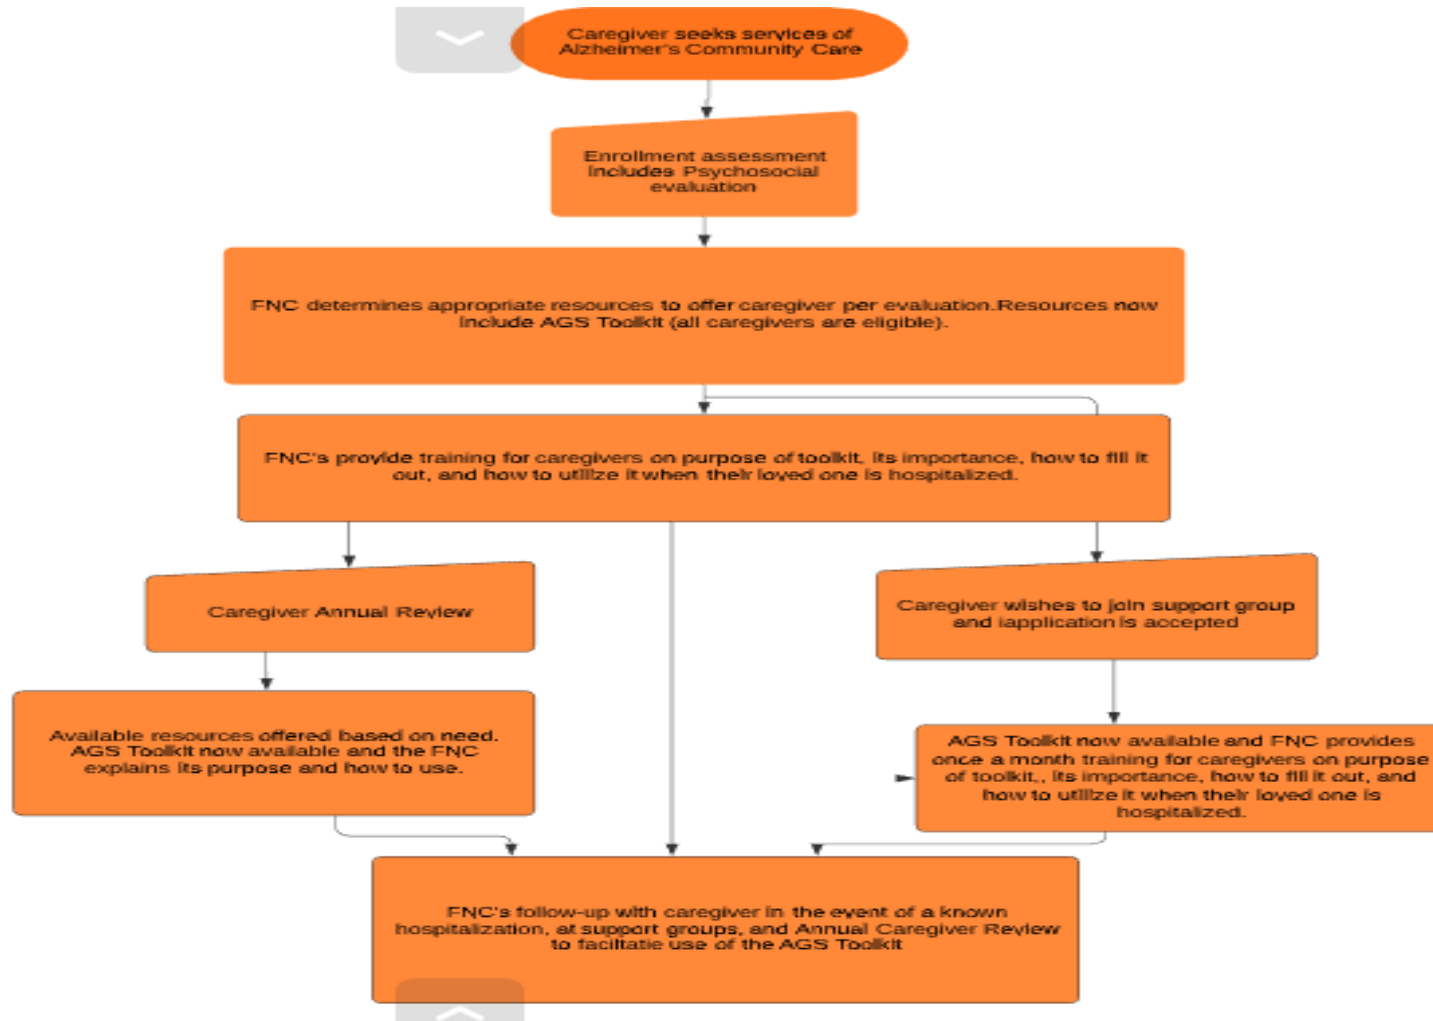 Caregiver seeks services of
Alzheimer's Community Care
Enrollment assessment
Includes Psychosocial
evaluation
FNC determines appropriate resources to offer caregiver per evaluation.Resources now
Include AGS Toolkit (all caregivers are eligible).
FNC's provide training for caregivers on purpose of toolkit, its importance, how to fill it
out, and how to utilize it when their loved one is hospitalized.
Caregiver Annual Review
Caregiver wishes to join support group
and iapplication is accepted
Available resources offered based on need.
AGS Toolkit now available and the FNC
explains its purpose and how to use.
AGS Toolkit now available and FNC provides
once a month training for caregivers on purpose
of toolkit,, its importance, how to fill it out, and
how to utilize it when their loved one is
hospitalized.
FNC's follow-up with caregiver in the event of a known
hospitalization, at support groups, and Annual Caregiver Review
to faciltatie use of the AGS Toolkit